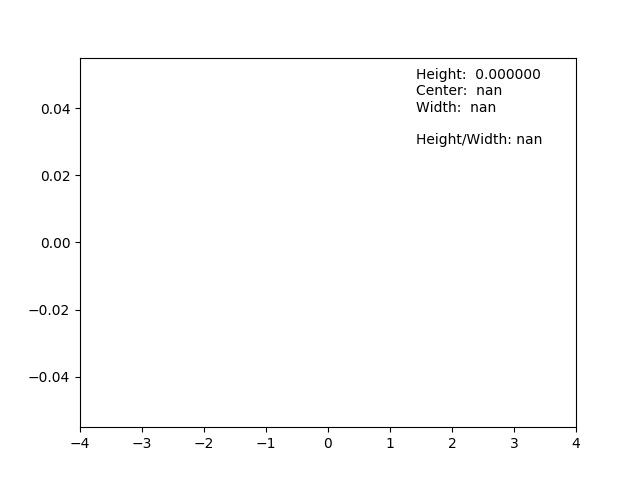 Height:  0.000000
Center:  nan
Width:  nan
Height/Width: nan
0.04
0.02
0.00
−0.02
−0.04
−4 −3 −2 −1 0 1 2 3 4